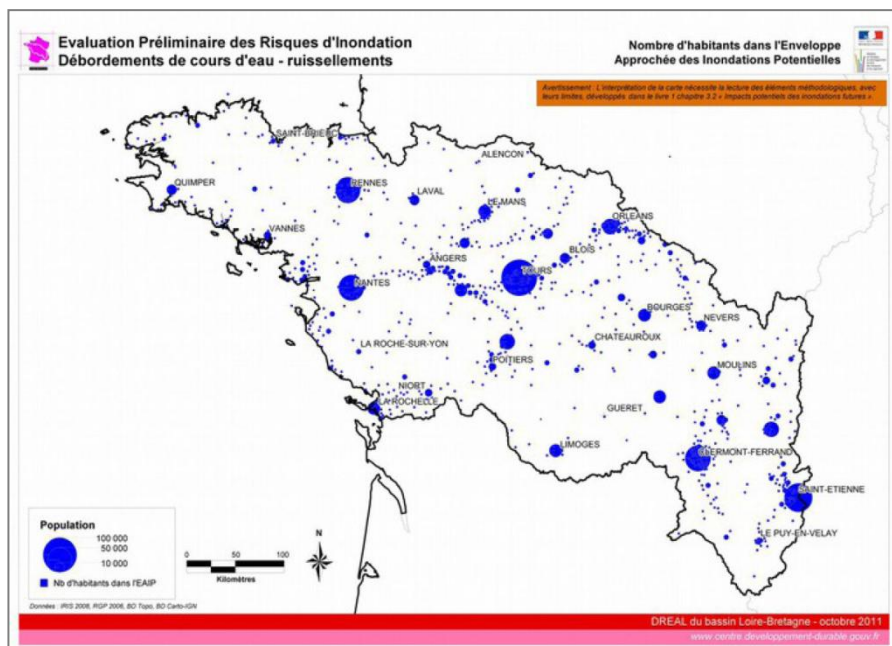 Evaluation Préliminaire des Risques d'Inondation
Débordements de cours d'eau - ruissellements
Nombre d'habitants dans l'Enveloppe
Approchée des Inondations Potentielles
Avertissement : L'interprétation de la carte nécessite la lecture des éléments méthodologiques, avec
leurs limites, développés dans le livre 1 chapitre 3.2 « Impacts potentiels des inondations futures ».
SAINT-BRIEUC
ALENCON
QUIMPER
RENNES
LAVAL
LE MANS
ORLEANS
VANNES
ANGERS
BLOIS
TOURS
NANTES
BOURGES
NEVERS
LA ROCHE-SUR-YON
CHATEAUROUX
POITIERS
MOULINS
NIORT
LA ROCHELLE
GUERET
LIMOGES
CLERMONT-FERRAND
SAINT-ETIENNE
LE PUY-EN-VELAY
Population
100 000
50 000
10 000
Nb d'habitants dans l'EAIP
N
0 50 100
Kilomètres
Données : IRIS 2006, RGP 2006, BD Topo, BD Carto-IGN
DREAL du bassin Loire-Bretagne - octobre 2011
www.centre.developpement-durable.gouv.fr